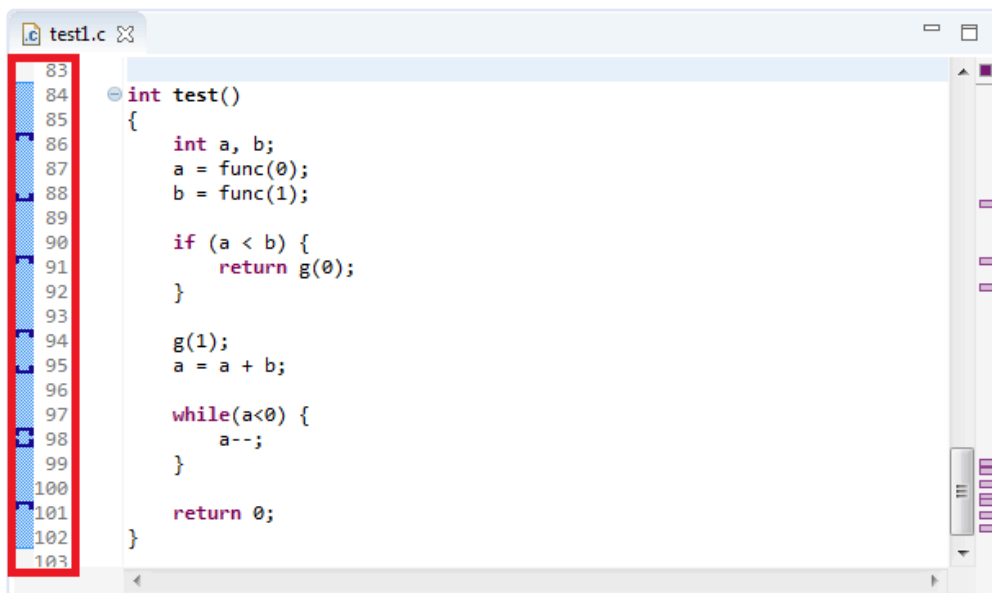 .c test1.c
83
84 int test()
85 {
86 int a, b;
87 a = func(0);
88 b = func(1);
89
90 if (a < b) {
91 return g(0);
92 }
93
94 g(1);
95 a = a + b;
96
97 while(a<0) {
98 a--;
99 }
100
101 return 0;
102 }
103